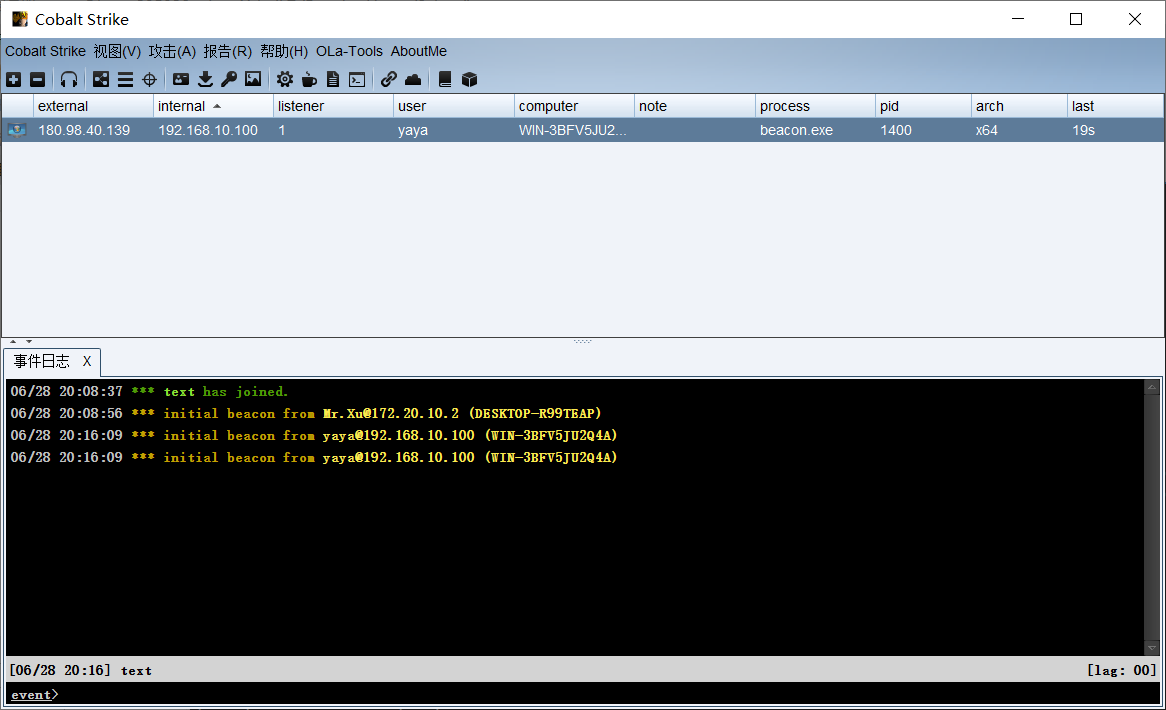 Cobalt Strike
Cobalt Strike 视图(V) 攻击(A) 报告(R) 帮助(H) OLa-Tools AboutMe
external internal listener user computer note process pid arch last
180.98.40.139 192.168.10.100 1 yaya WIN-3BFV5JU2... beacon.exe 1400 x64 19s
事件日志 X
06/28 20:08:37 *** text has joined.
06/28 20:08:56 *** initial beacon from Mr.Xu@172.20.10.2 (DESKTOP-R99TEAP)
06/28 20:16:09 *** initial beacon from yaya@192.168.10.100 (WIN-3BFV5JU2Q4A)
06/28 20:16:09 *** initial beacon from yaya@192.168.10.100 (WIN-3BFV5JU2Q4A)
[06/28 20:16] text [lag: 00]
event>